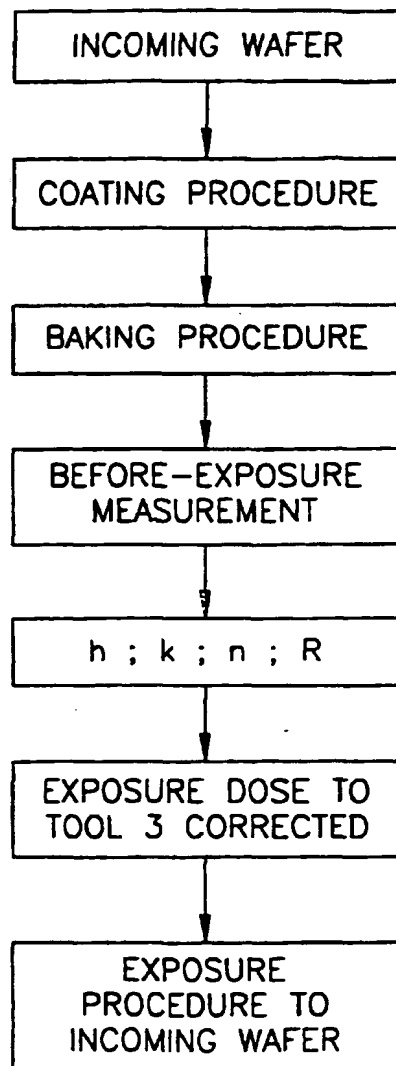 INCOMING WAFER
COATING PROCEDURE
BAKING PROCEDURE
BEFORE-EXPOSURE
MEASUREMENT
h ; k ; n ; R
EXPOSURE DOSE TO
TOOL 3 CORRECTED
EXPOSURE
PROCEDURE TO
INCOMING WAFER